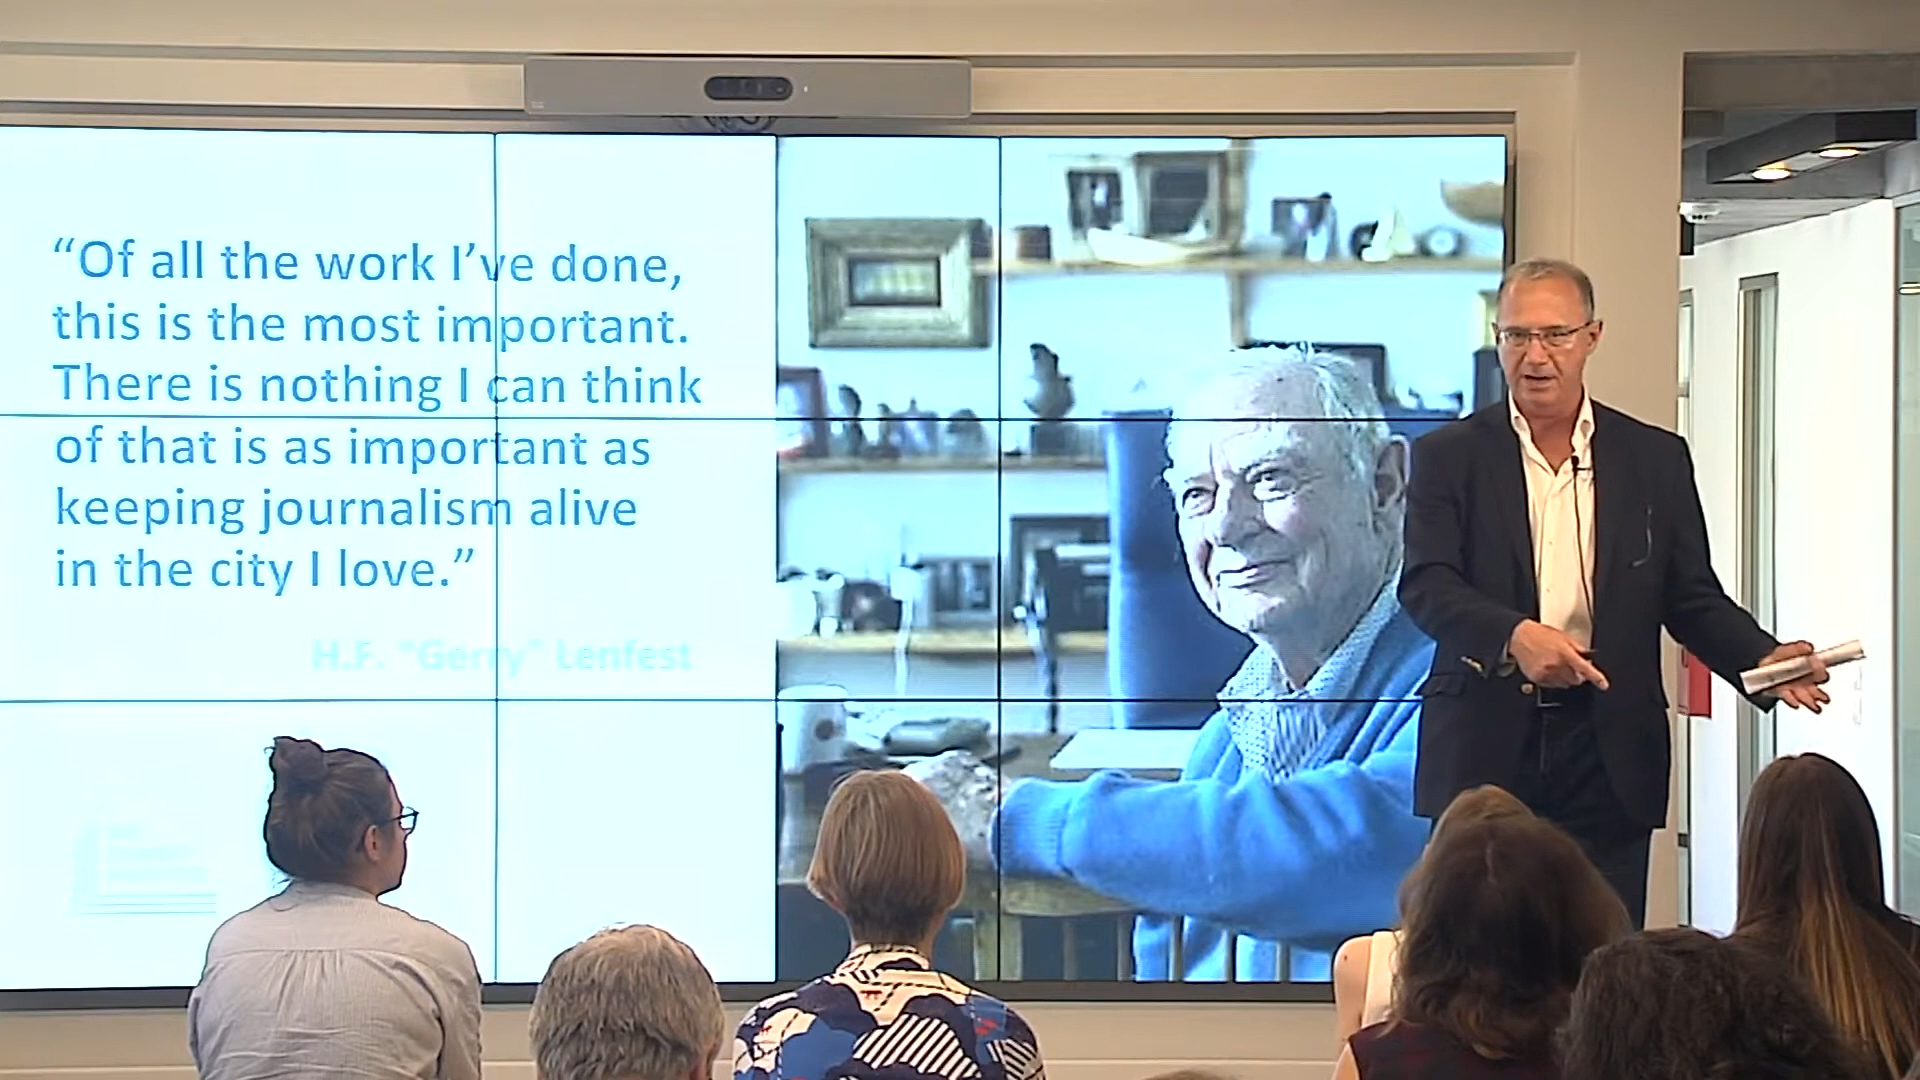 “Of all the work I’ve done,
this is the most important.
There is nothing I can think
of that is as important as
keeping journalism alive
in the city I love.”
H.F. "Gerry" Lenfest